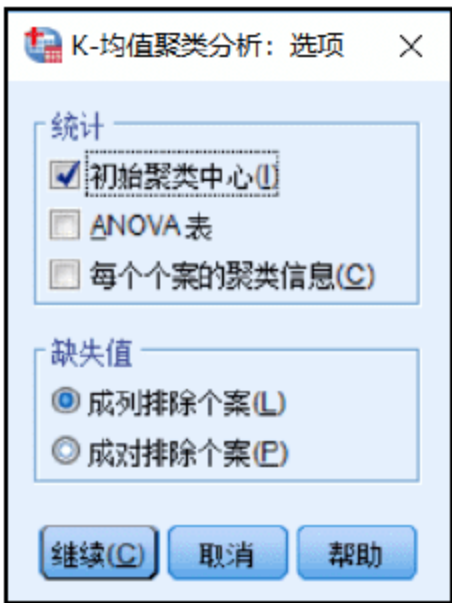 K-均值聚类分析：选项
统计
初始聚类中心(I)
ANOVA 表
每个个案的聚类信息(C)
缺失值
成列排除个案(L)
成对排除个案(P)
继续(C) 取消 帮助